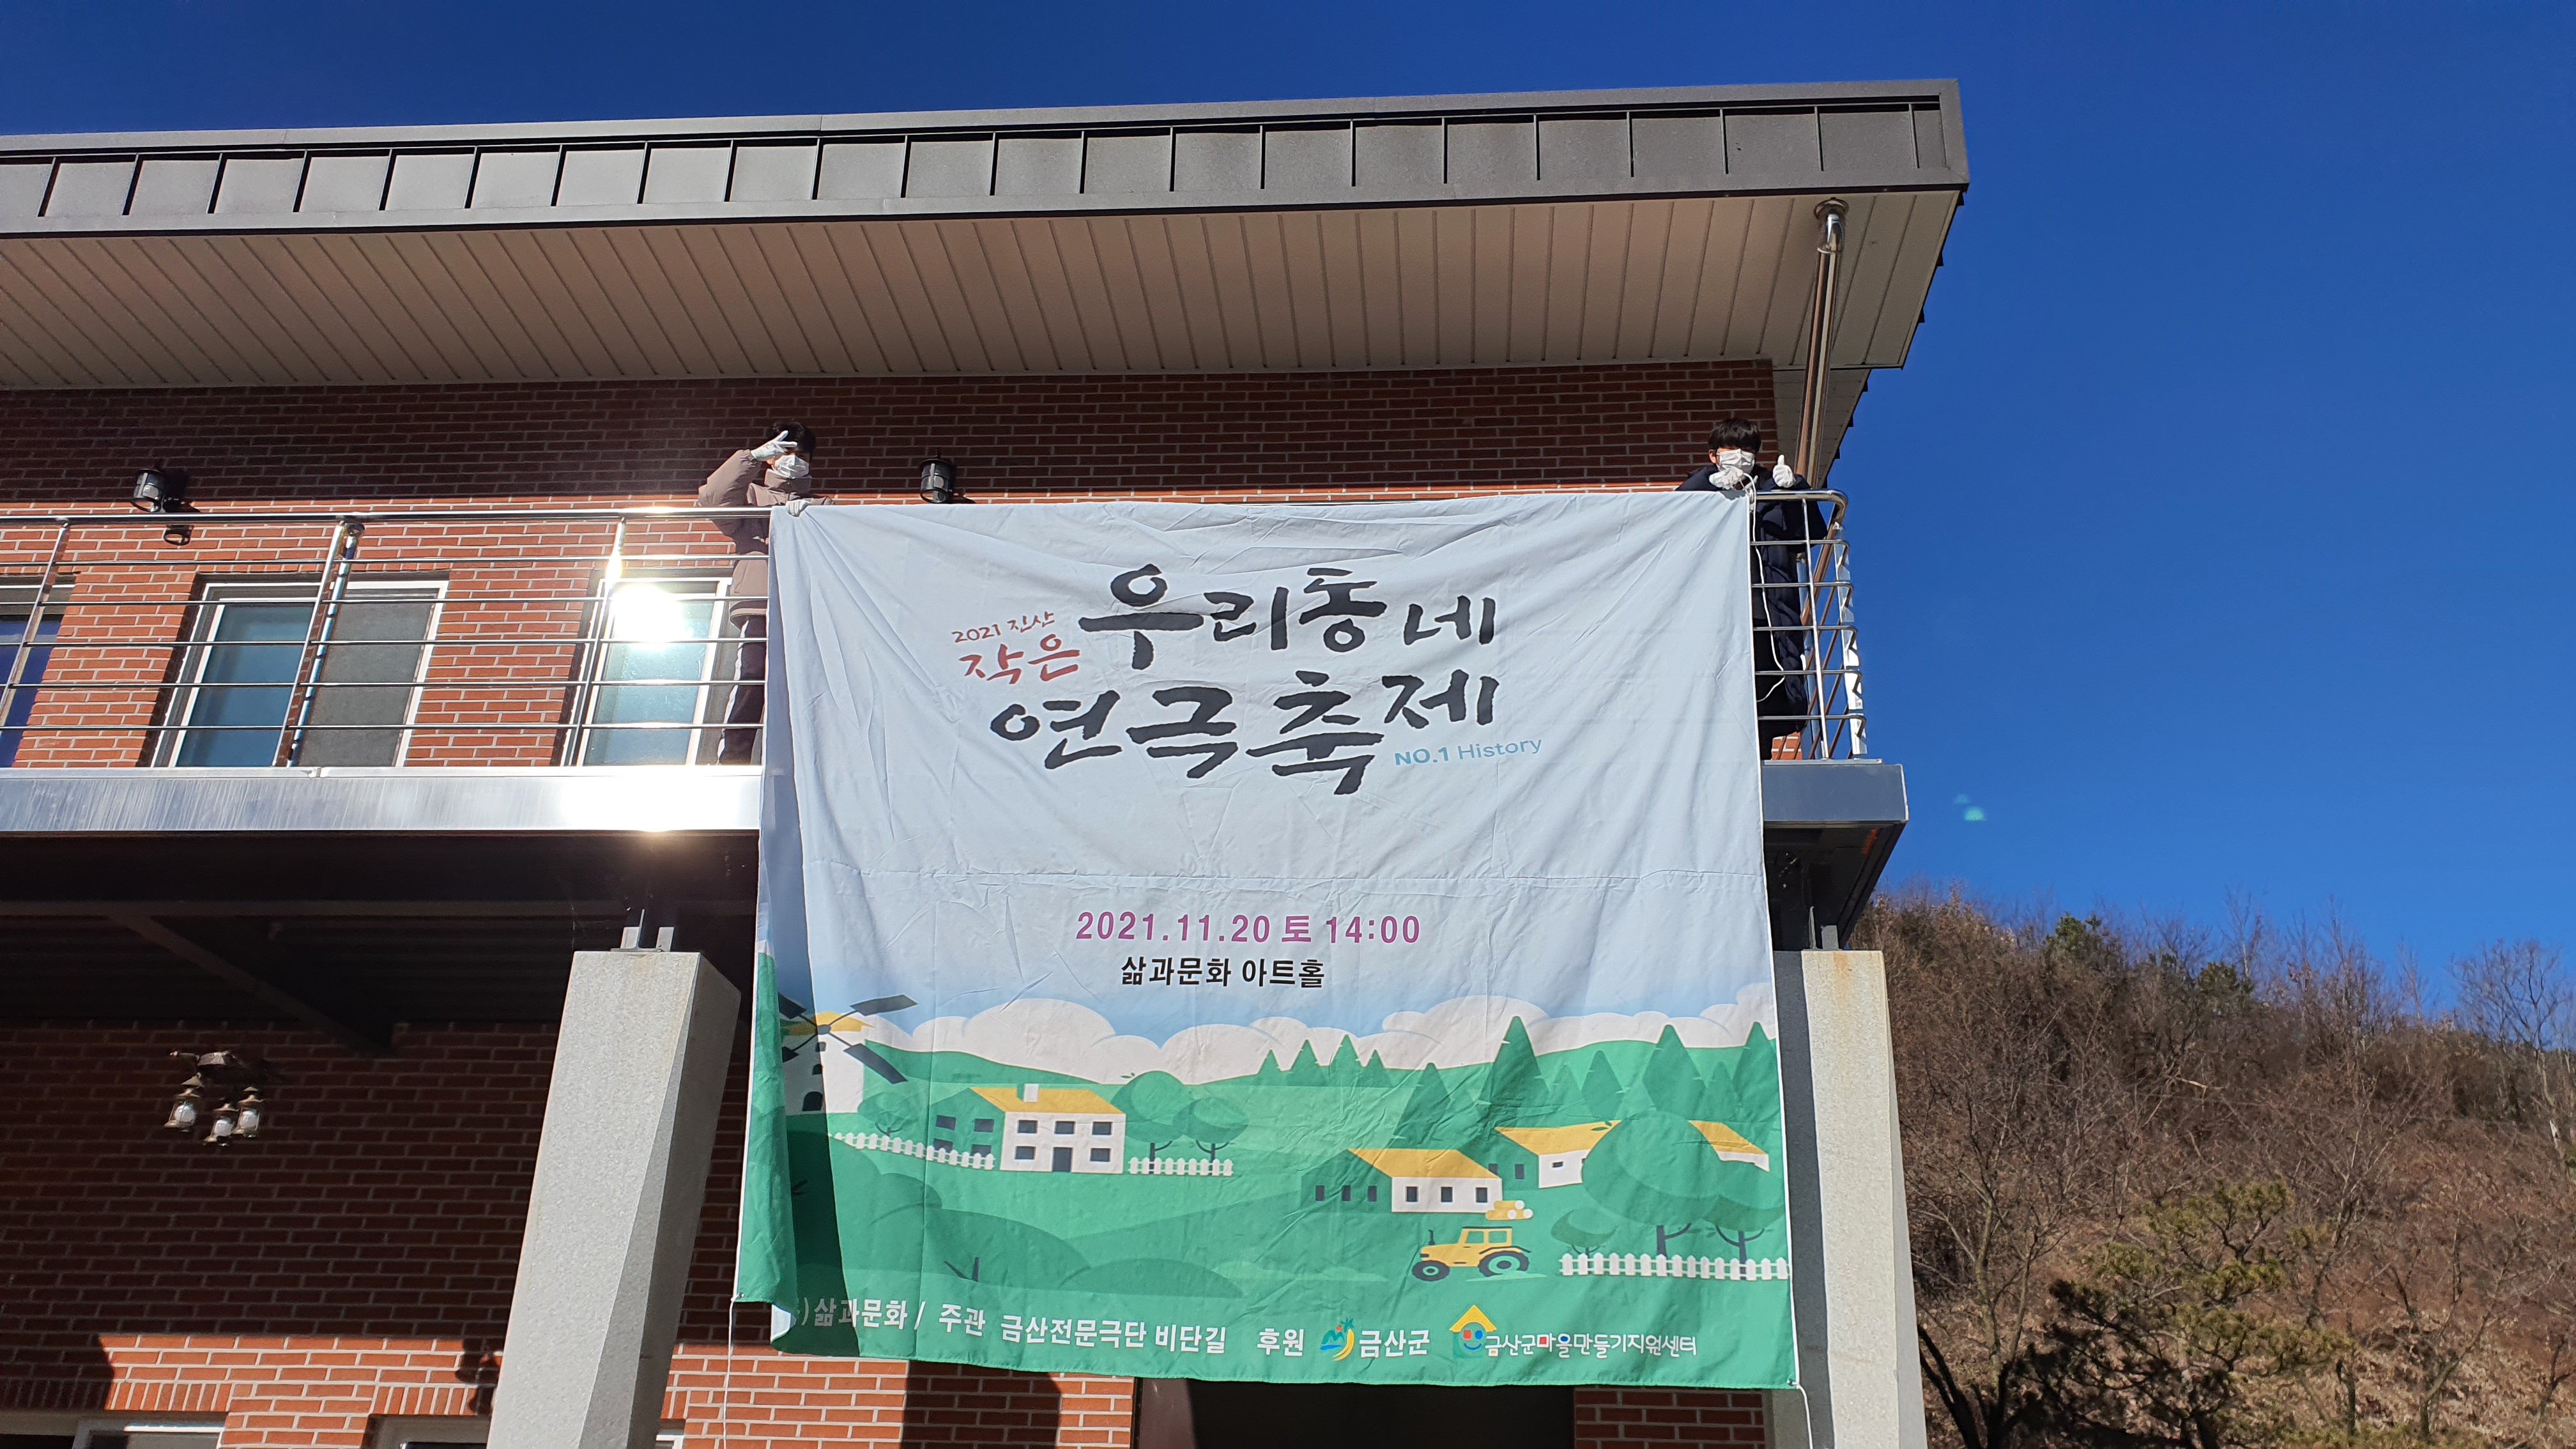 2021 진산
작은 우리동네
연극축제
NO.1 History
2021.11.20 토 14:00
삶과문화 아트홀
)삶과문화 / 주관 금산전문극단 비단길 후원 금산군 금산군마을만들기지원센터